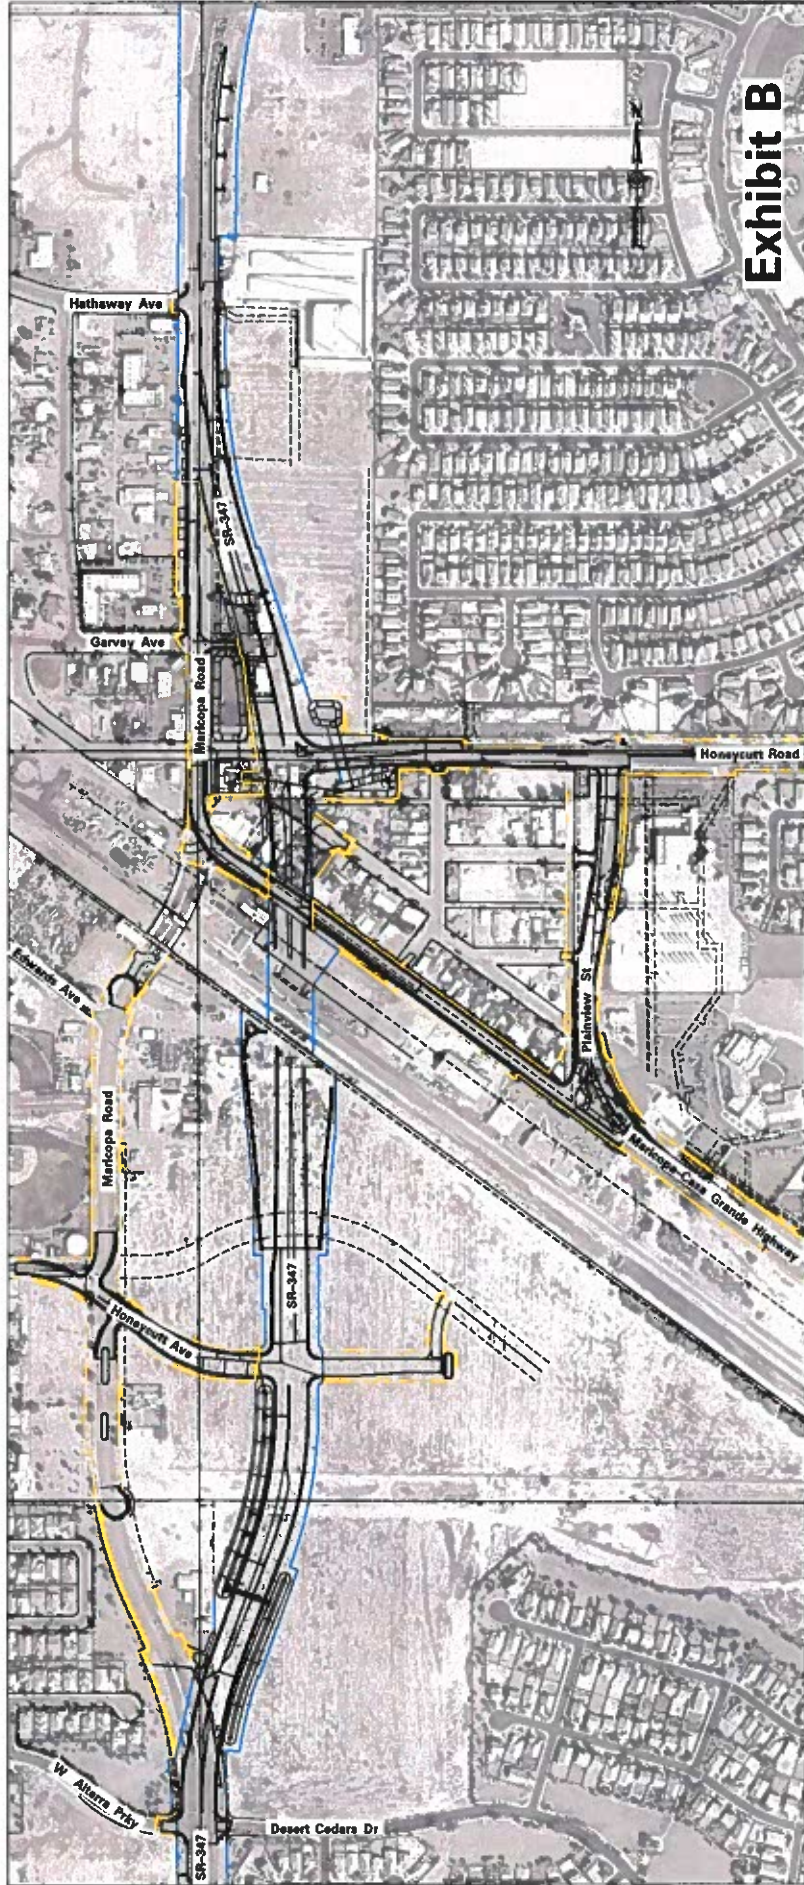 Exhibit B
Hathaway Ave
SR-347
Garvey Ave
Maricopa Road
Honeycutt Road
Edwards Ave
Plainview St
Maricopa Road
Maricopa-Casa Grande Highway
SR-347
Honeycutt Ave
W Alterra Prky
Desert Cedars Dr
SR-347